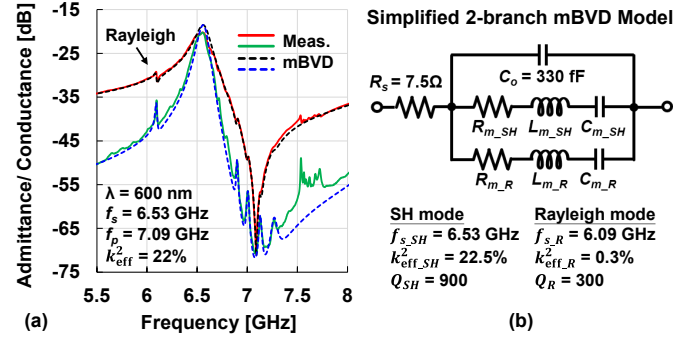 Admittance/ Conductance [dB]
-15
-25
-35
-45
-55
-65
-75
Rayleigh
Meas.
mBVD
λ = 600 nm
f_s = 6.53 GHz
f_p = 7.09 GHz
k²_eff = 22%
5.5
6
6.5
7
7.5
8
(a)
Frequency [GHz]
Simplified 2-branch mBVD Model
R_s = 7.5Ω
C_o = 330 fF
R_m_SH
L_m_SH
C_m_SH
R_m_R
L_m_R
C_m_R
SH mode
f_s_SH = 6.53 GHz
k²_eff_SH = 22.5%
Q_SH = 900
Rayleigh mode
f_s_R = 6.09 GHz
k²_eff_R = 0.3%
Q_R = 300
(b)